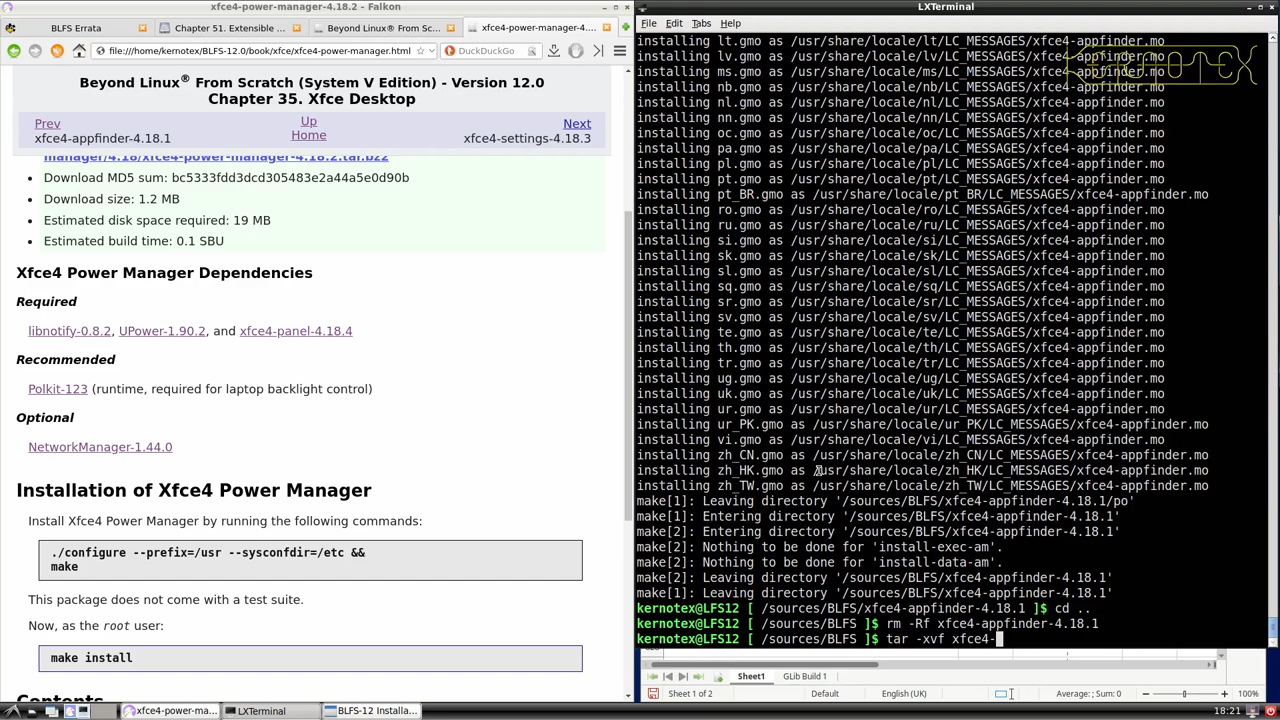 xfce4-power-manager-4.18.2 - Falkon
BLFS Errata
Chapter 51. Extensible ...
Beyond Linux® From Sc...
xfce4-power-manager-4...
file:///home/kernotex/BLFS-12.0/book/xfce/xfce4-power-manager.html
DuckDuckGo
Beyond Linux® From Scratch (System V Edition) - Version 12.0
Chapter 35. Xfce Desktop
Prev
Up
Next
xfce4-appfinder-4.18.1
Home
xfce4-settings-4.18.3
manager/4.18/xfce4-power-manager-4.18.2.tar.bz2
• Download MD5 sum: bc5333fdd3dcd305483e2a44a5e0d90b
• Download size: 1.2 MB
• Estimated disk space required: 19 MB
• Estimated build time: 0.1 SBU
Xfce4 Power Manager Dependencies
Required
libnotify-0.8.2, UPower-1.90.2, and xfce4-panel-4.18.4
Recommended
Polkit-123 (runtime, required for laptop backlight control)
Optional
NetworkManager-1.44.0
Installation of Xfce4 Power Manager
Install Xfce4 Power Manager by running the following commands:
./configure --prefix=/usr --sysconfdir=/etc &&
make
This package does not come with a test suite.
Now, as the root user:
make install
Contents
LXTerminal
File Edit Tabs Help
KERNOTEX
installing lt.gmo as /usr/share/locale/lt/LC_MESSAGES/xfce4-appfinder.mo
installing lv.gmo as /usr/share/locale/lv/LC_MESSAGES/xfce4-appfinder.mo
installing ms.gmo as /usr/share/locale/ms/LC_MESSAGES/xfce4-appfinder.mo
installing nb.gmo as /usr/share/locale/nb/LC_MESSAGES/xfce4-appfinder.mo
installing nl.gmo as /usr/share/locale/nl/LC_MESSAGES/xfce4-appfinder.mo
installing nn.gmo as /usr/share/locale/nn/LC_MESSAGES/xfce4-appfinder.mo
installing oc.gmo as /usr/share/locale/oc/LC_MESSAGES/xfce4-appfinder.mo
installing pa.gmo as /usr/share/locale/pa/LC_MESSAGES/xfce4-appfinder.mo
installing pl.gmo as /usr/share/locale/pl/LC_MESSAGES/xfce4-appfinder.mo
installing pt.gmo as /usr/share/locale/pt/LC_MESSAGES/xfce4-appfinder.mo
installing pt_BR.gmo as /usr/share/locale/pt_BR/LC_MESSAGES/xfce4-appfinder.mo
installing ro.gmo as /usr/share/locale/ro/LC_MESSAGES/xfce4-appfinder.mo
installing ru.gmo as /usr/share/locale/ru/LC_MESSAGES/xfce4-appfinder.mo
installing si.gmo as /usr/share/locale/si/LC_MESSAGES/xfce4-appfinder.mo
installing sk.gmo as /usr/share/locale/sk/LC_MESSAGES/xfce4-appfinder.mo
installing sl.gmo as /usr/share/locale/sl/LC_MESSAGES/xfce4-appfinder.mo
installing sq.gmo as /usr/share/locale/sq/LC_MESSAGES/xfce4-appfinder.mo
installing sr.gmo as /usr/share/locale/sr/LC_MESSAGES/xfce4-appfinder.mo
installing sv.gmo as /usr/share/locale/sv/LC_MESSAGES/xfce4-appfinder.mo
installing te.gmo as /usr/share/locale/te/LC_MESSAGES/xfce4-appfinder.mo
installing th.gmo as /usr/share/locale/th/LC_MESSAGES/xfce4-appfinder.mo
installing tr.gmo as /usr/share/locale/tr/LC_MESSAGES/xfce4-appfinder.mo
installing ug.gmo as /usr/share/locale/ug/LC_MESSAGES/xfce4-appfinder.mo
installing uk.gmo as /usr/share/locale/uk/LC_MESSAGES/xfce4-appfinder.mo
installing ur.gmo as /usr/share/locale/ur/LC_MESSAGES/xfce4-appfinder.mo
installing ur_PK.gmo as /usr/share/locale/ur_PK/LC_MESSAGES/xfce4-appfinder.mo
installing vi.gmo as /usr/share/locale/vi/LC_MESSAGES/xfce4-appfinder.mo
installing zh_CN.gmo as /usr/share/locale/zh_CN/LC_MESSAGES/xfce4-appfinder.mo
installing zh_HK.gmo as /usr/share/locale/zh_HK/LC_MESSAGES/xfce4-appfinder.mo
installing zh_TW.gmo as /usr/share/locale/zh_TW/LC_MESSAGES/xfce4-appfinder.mo
make[1]: Leaving directory '/sources/BLFS/xfce4-appfinder-4.18.1/po'
make[1]: Entering directory '/sources/BLFS/xfce4-appfinder-4.18.1'
make[2]: Entering directory '/sources/BLFS/xfce4-appfinder-4.18.1'
make[2]: Nothing to be done for 'install-exec-am'.
make[2]: Nothing to be done for 'install-data-am'.
make[2]: Leaving directory '/sources/BLFS/xfce4-appfinder-4.18.1'
make[1]: Leaving directory '/sources/BLFS/xfce4-appfinder-4.18.1'
kernotex@LFS12 [ /sources/BLFS/xfce4-appfinder-4.18.1 ]$ cd ..
kernotex@LFS12 [ /sources/BLFS ]$ rm -Rf xfce4-appfinder-4.18.1
kernotex@LFS12 [ /sources/BLFS ]$ tar -xvf xfce4-
Sheet1 GLib Build 1
Sheet 1 of 2 Default English (UK) Average: ; Sum: 0 100%
xfce4-power-ma... LXTerminal BLFS-12 Installa... 18:21